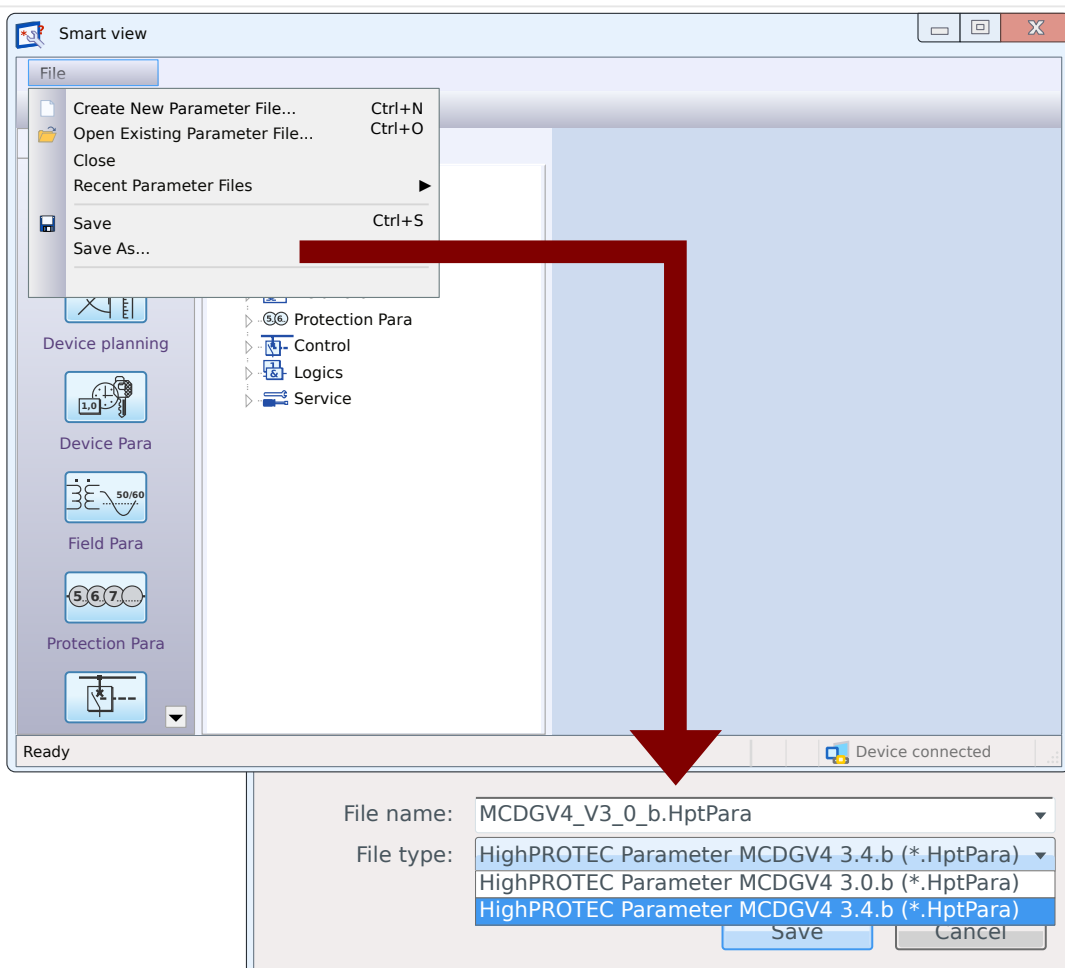 Smart view
File
Create New Parameter File... Ctrl+N
Open Existing Parameter File... Ctrl+O
Close
Recent Parameter Files
Save Ctrl+S
Save As...
Protection Para
Control
Logics
Service
Device planning
1,0
Device Para
50/60
Field Para
5 6 7
Protection Para
Ready
Device connected
File name: MCDGV4_V3_0_b.HptPara
File type: HighPROTEC Parameter MCDGV4 3.4.b (*.HptPara)
HighPROTEC Parameter MCDGV4 3.0.b (*.HptPara)
HighPROTEC Parameter MCDGV4 3.4.b (*.HptPara)
Save Cancel